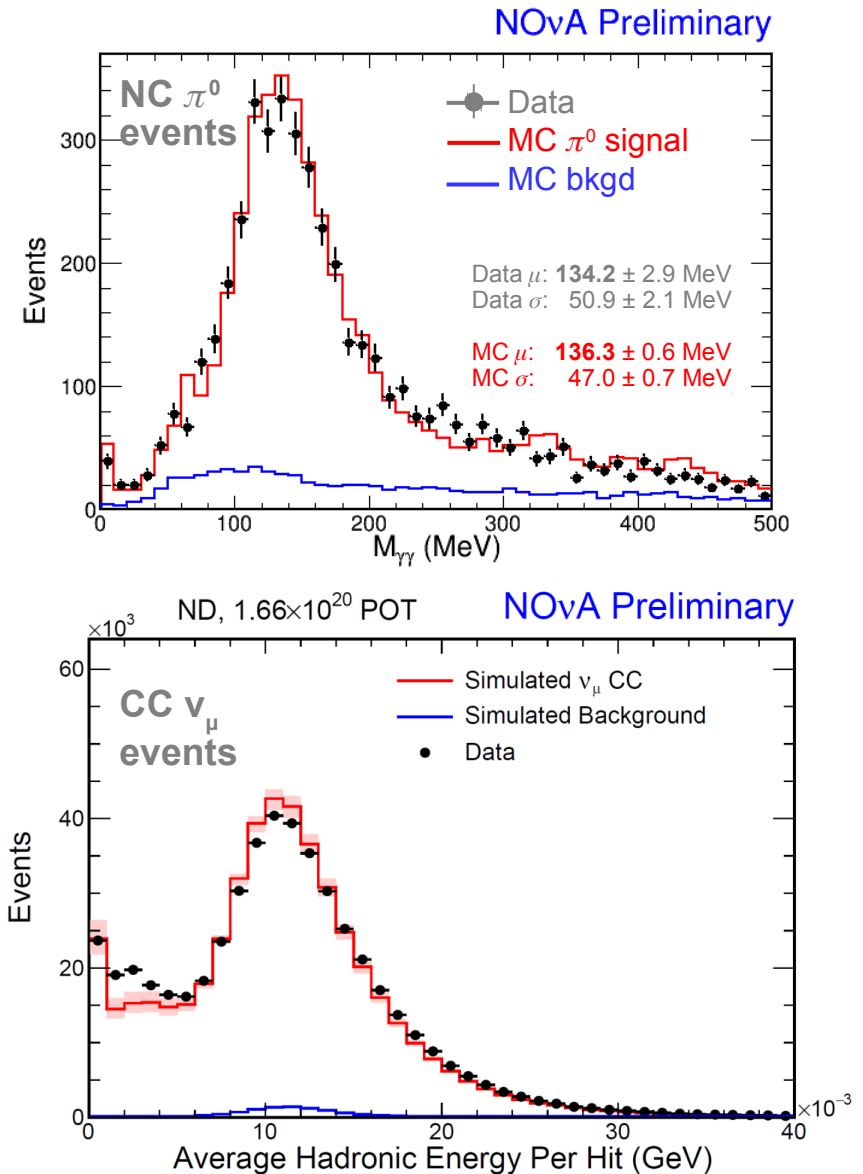 NOνA Preliminary
NC π⁰
events
Data
MC π⁰ signal
MC bkgd
Data μ: 134.2 ± 2.9 MeV
Data σ: 50.9 ± 2.1 MeV
MC μ: 136.3 ± 0.6 MeV
MC σ: 47.0 ± 0.7 MeV
Events
300
200
100
0
0 100 200 300 400 500
M_γγ (MeV)
ND, 1.66×10²⁰ POT
NOνA Preliminary
×10³
CC ν_μ
events
Simulated ν_μ CC
Simulated Background
Data
Events
60
40
20
0
0 10 20 30 40
×10⁻³
Average Hadronic Energy Per Hit (GeV)